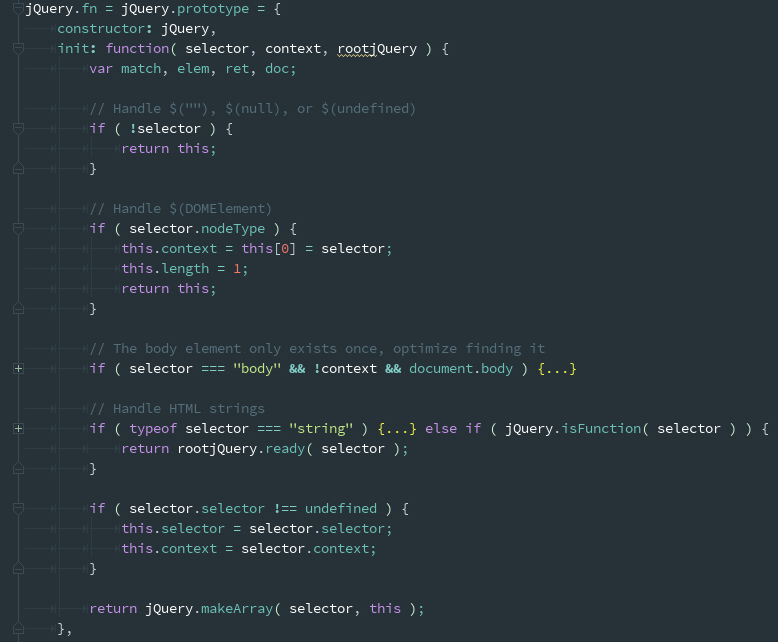 jQuery.fn = jQuery.prototype = {
constructor: jQuery,
init: function( selector, context, rootjQuery ) {
var match, elem, ret, doc;
// Handle $(""), $(null), or $(undefined)
if ( !selector ) {
return this;
}
// Handle $(DOMElement)
if ( selector.nodeType ) {
this.context = this[0] = selector;
this.length = 1;
return this;
}
// The body element only exists once, optimize finding it
if ( selector === "body" && !context && document.body ) {...}
// Handle HTML strings
if ( typeof selector === "string" ) {...} else if ( jQuery.isFunction( selector ) ) {
return rootjQuery.ready( selector );
}
if ( selector.selector !== undefined ) {
this.selector = selector.selector;
this.context = selector.context;
}
return jQuery.makeArray( selector, this );
},